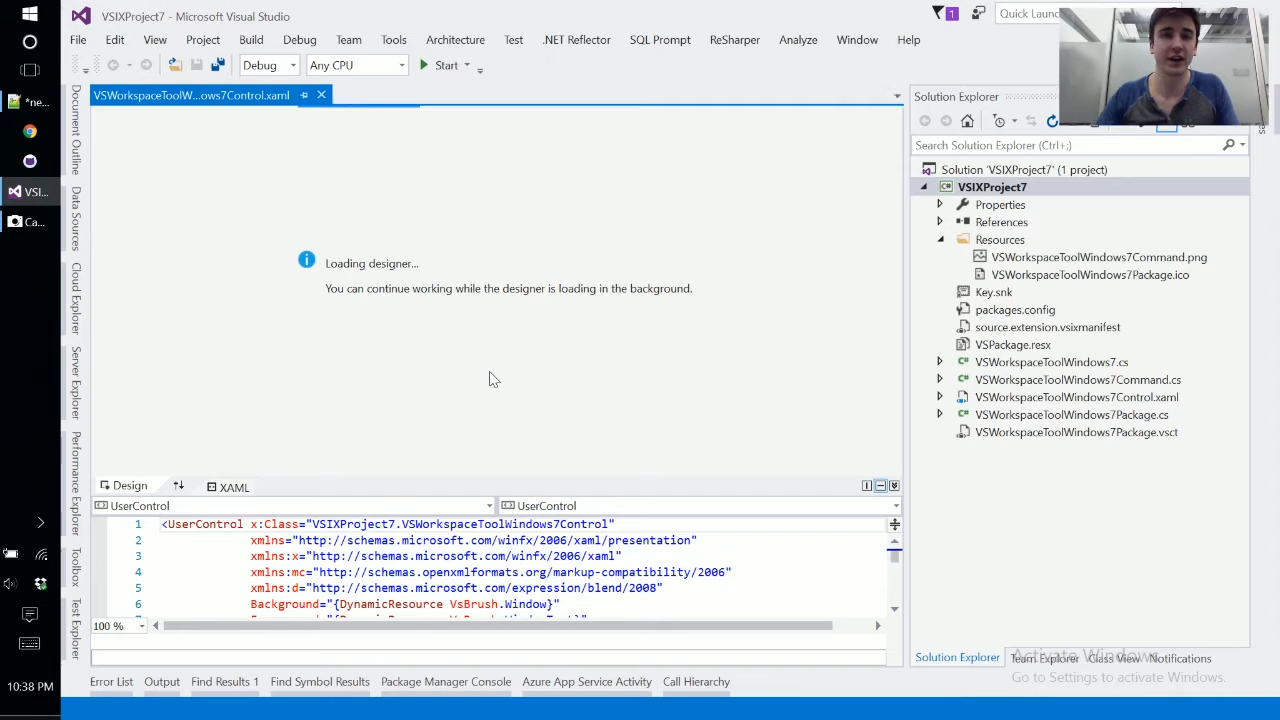 VSIXProject7 - Microsoft Visual Studio
1
Quick Launc
File Edit View Project Build Debug Team Tools Architecture Test .NET Reflector SQL Prompt ReSharper Analyze Window Help
Debug Any CPU Start
*ne...
VSI...
Ca...
10:38 PM
Document Outline
Data Sources
Cloud Explorer
Server Explorer
Performance Explorer
Toolbox
Test Explorer
VSWorkspaceToolW...ows7Control.xaml
Loading designer...
You can continue working while the designer is loading in the background.
Design XAML
UserControl UserControl
1 <UserControl x:Class="VSIXProject7.VSWorkspaceToolWindows7Control"
2 xmlns="http://schemas.microsoft.com/winfx/2006/xaml/presentation"
3 xmlns:x="http://schemas.microsoft.com/winfx/2006/xaml"
4 xmlns:mc="http://schemas.openxmlformats.org/markup-compatibility/2006"
5 xmlns:d="http://schemas.microsoft.com/expression/blend/2008"
6 Background="{DynamicResource VsBrush.Window}"
100 %
Error List Output Find Results 1 Find Symbol Results Package Manager Console Azure App Service Activity Call Hierarchy
Solution Explorer
Search Solution Explorer (Ctrl+;)
Solution 'VSIXProject7' (1 project)
VSIXProject7
Properties
References
Resources
VSWorkspaceToolWindows7Command.png
VSWorkspaceToolWindows7Package.ico
Key.snk
packages.config
source.extension.vsixmanifest
VSPackage.resx
VSWorkspaceToolWindows7.cs
VSWorkspaceToolWindows7Command.cs
VSWorkspaceToolWindows7Control.xaml
VSWorkspaceToolWindows7Package.cs
VSWorkspaceToolWindows7Package.vsct
Solution Explorer Team Explorer Class View Notifications
Activate Windows
Go to Settings to activate Windows.